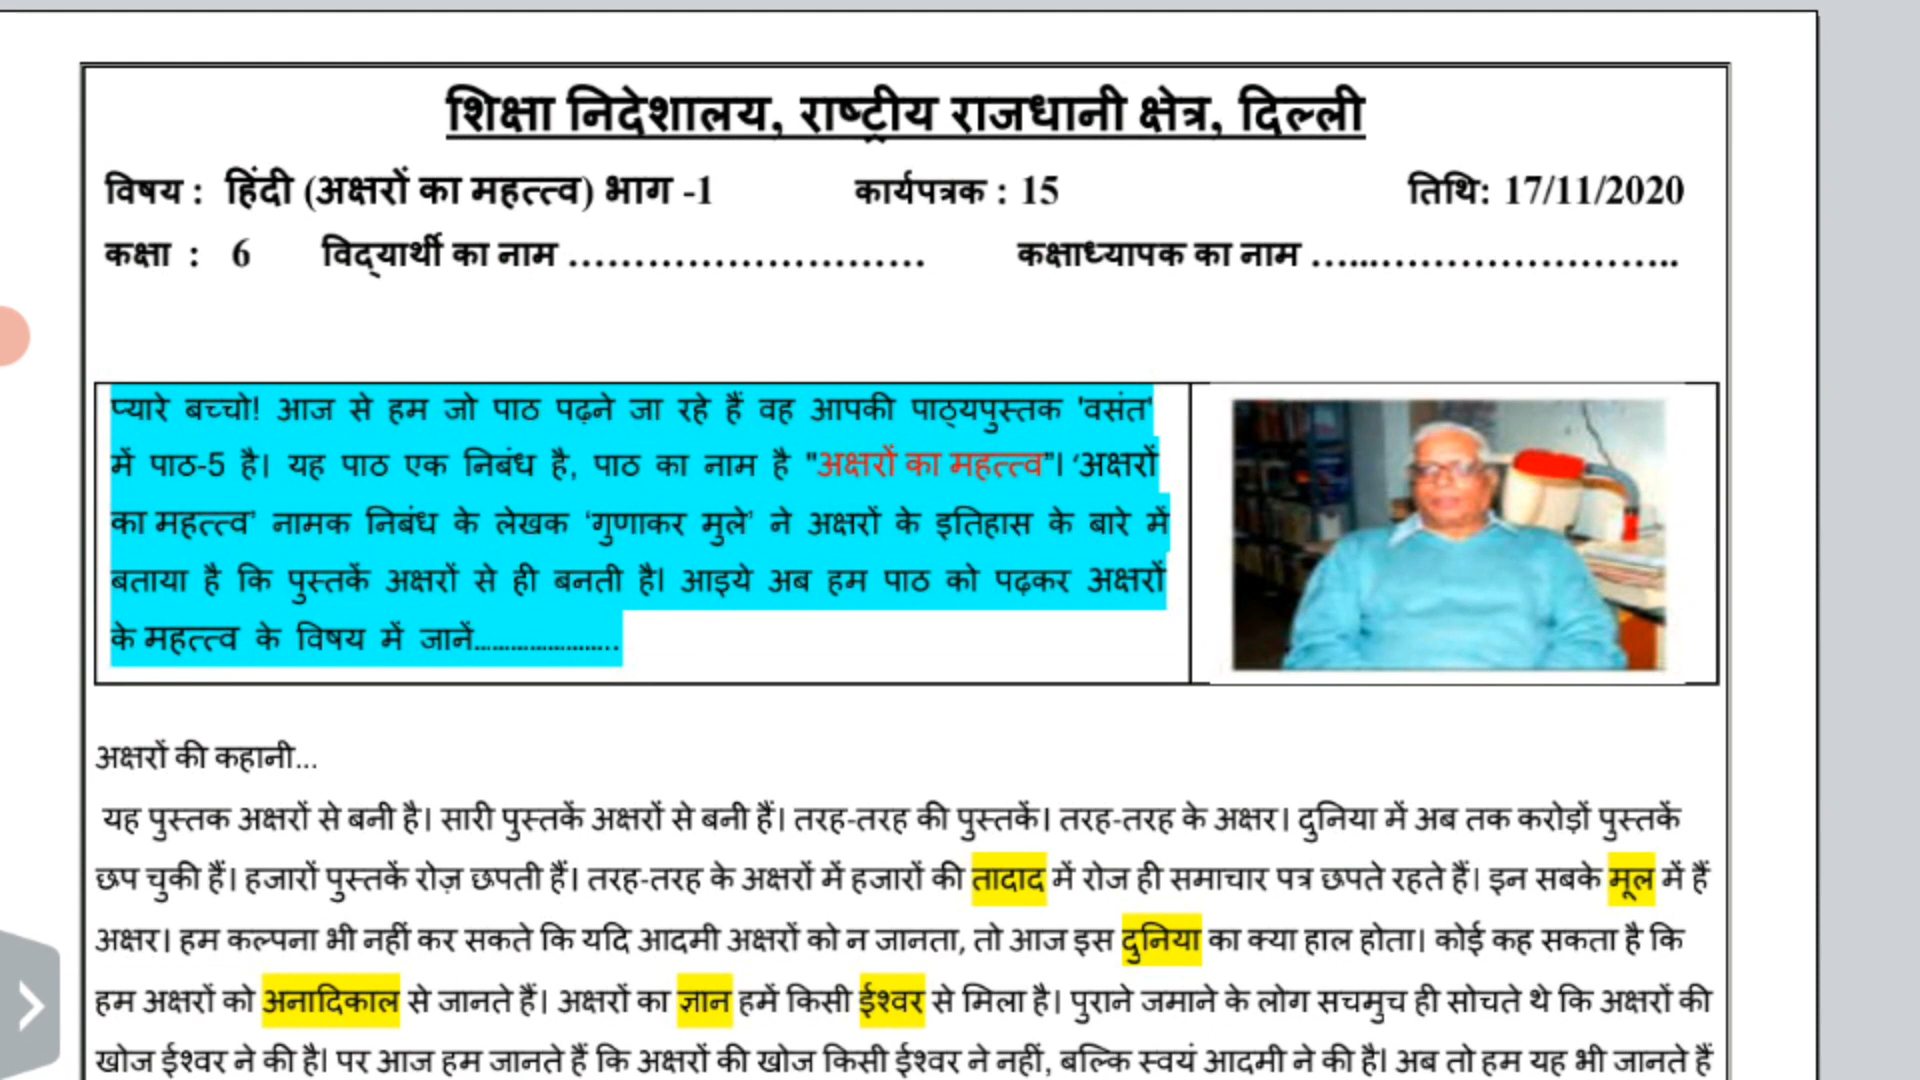 शिक्षा निदेशालय, राष्ट्रीय राजधानी क्षेत्र, दिल्ली
विषय : हिंदी (अक्षरों का महत्त्व) भाग -1 कार्यपत्रक : 15 तिथि: 17/11/2020
कक्षा : 6 विद्यार्थी का नाम ………………………… कक्षाध्यापक का नाम …...…………………..
प्यारे बच्चो! आज से हम जो पाठ पढ़ने जा रहे हैं वह आपकी पाठ्यपुस्तक 'वसंत'
में पाठ-5 है। यह पाठ एक निबंध है, पाठ का नाम है "अक्षरों का महत्त्व"। ‘अक्षरों
का महत्त्व’ नामक निबंध के लेखक ‘गुणाकर मुले’ ने अक्षरों के इतिहास के बारे में
बताया है कि पुस्तकें अक्षरों से ही बनती है। आइये अब हम पाठ को पढ़कर अक्षरों
के महत्त्व के विषय में जानें…………………..
अक्षरों की कहानी...
यह पुस्तक अक्षरों से बनी है। सारी पुस्तकें अक्षरों से बनी हैं। तरह-तरह की पुस्तकें। तरह-तरह के अक्षर। दुनिया में अब तक करोड़ों पुस्तकें
छप चुकी हैं। हजारों पुस्तकें रोज़ छपती हैं। तरह-तरह के अक्षरों में हजारों की तादाद में रोज ही समाचार पत्र छपते रहते हैं। इन सबके मूल में हैं
अक्षर। हम कल्पना भी नहीं कर सकते कि यदि आदमी अक्षरों को न जानता, तो आज इस दुनिया का क्या हाल होता। कोई कह सकता है कि
हम अक्षरों को अनादिकाल से जानते हैं। अक्षरों का ज्ञान हमें किसी ईश्वर से मिला है। पुराने जमाने के लोग सचमुच ही सोचते थे कि अक्षरों की
खोज ईश्वर ने की है। पर आज हम जानते हैं कि अक्षरों की खोज किसी ईश्वर ने नहीं, बल्कि स्वयं आदमी ने की है। अब तो हम यह भी जानते हैं